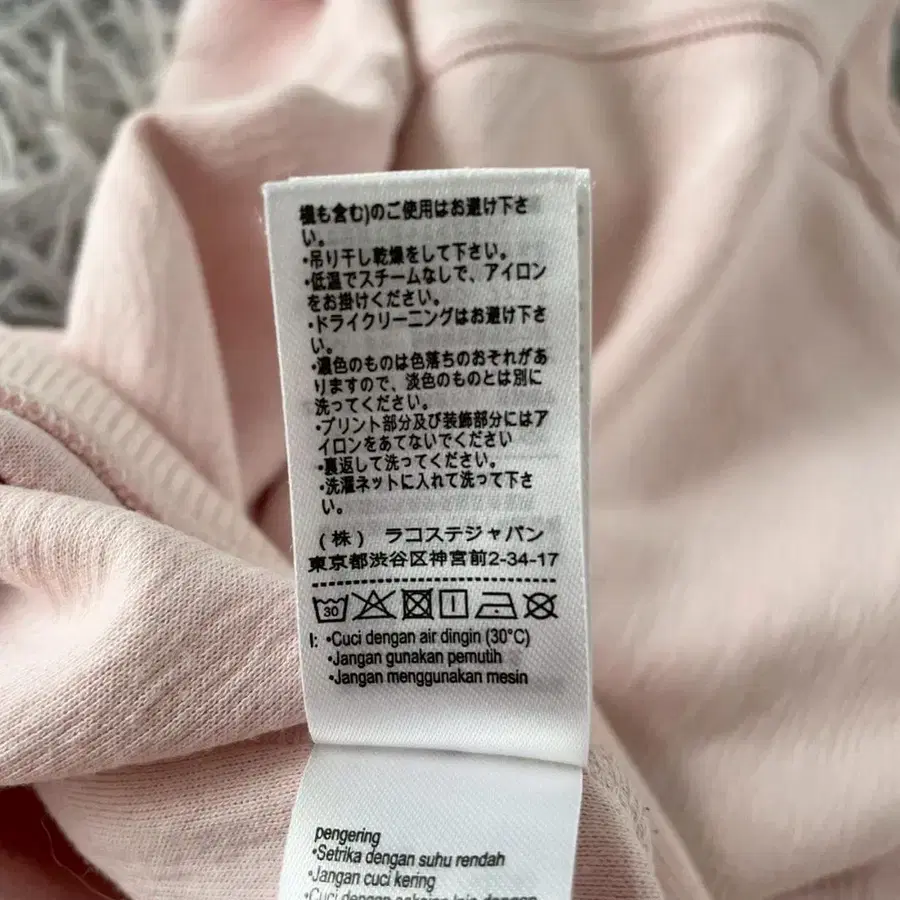 機も含む)のご使用はお避け下さ
い。
•吊り干し乾燥をして下さい。
•低温でスチームなしで、アイロン
をお掛けください。
•ドライクリーニングはお避け下さ
い。
•濃色のものは色落ちのおそれがあ
りますので、淡色のものとは別に
洗ってください。
•プリント部分及び装飾部分にはア
イロンをあてないでください
•裏返して洗ってください。
•洗濯ネットに入れて洗って下さ
い。
(株) ラコステジャパン
東京都渋谷区神宮前2-34-17
30
I: •Cuci dengan air dingin (30°C)
•Jangan gunakan pemutih
•Jangan menggunakan mesin
pengering
•Setrika dengan suhu rendah
•Jangan cuci kering
•Cuci dengan